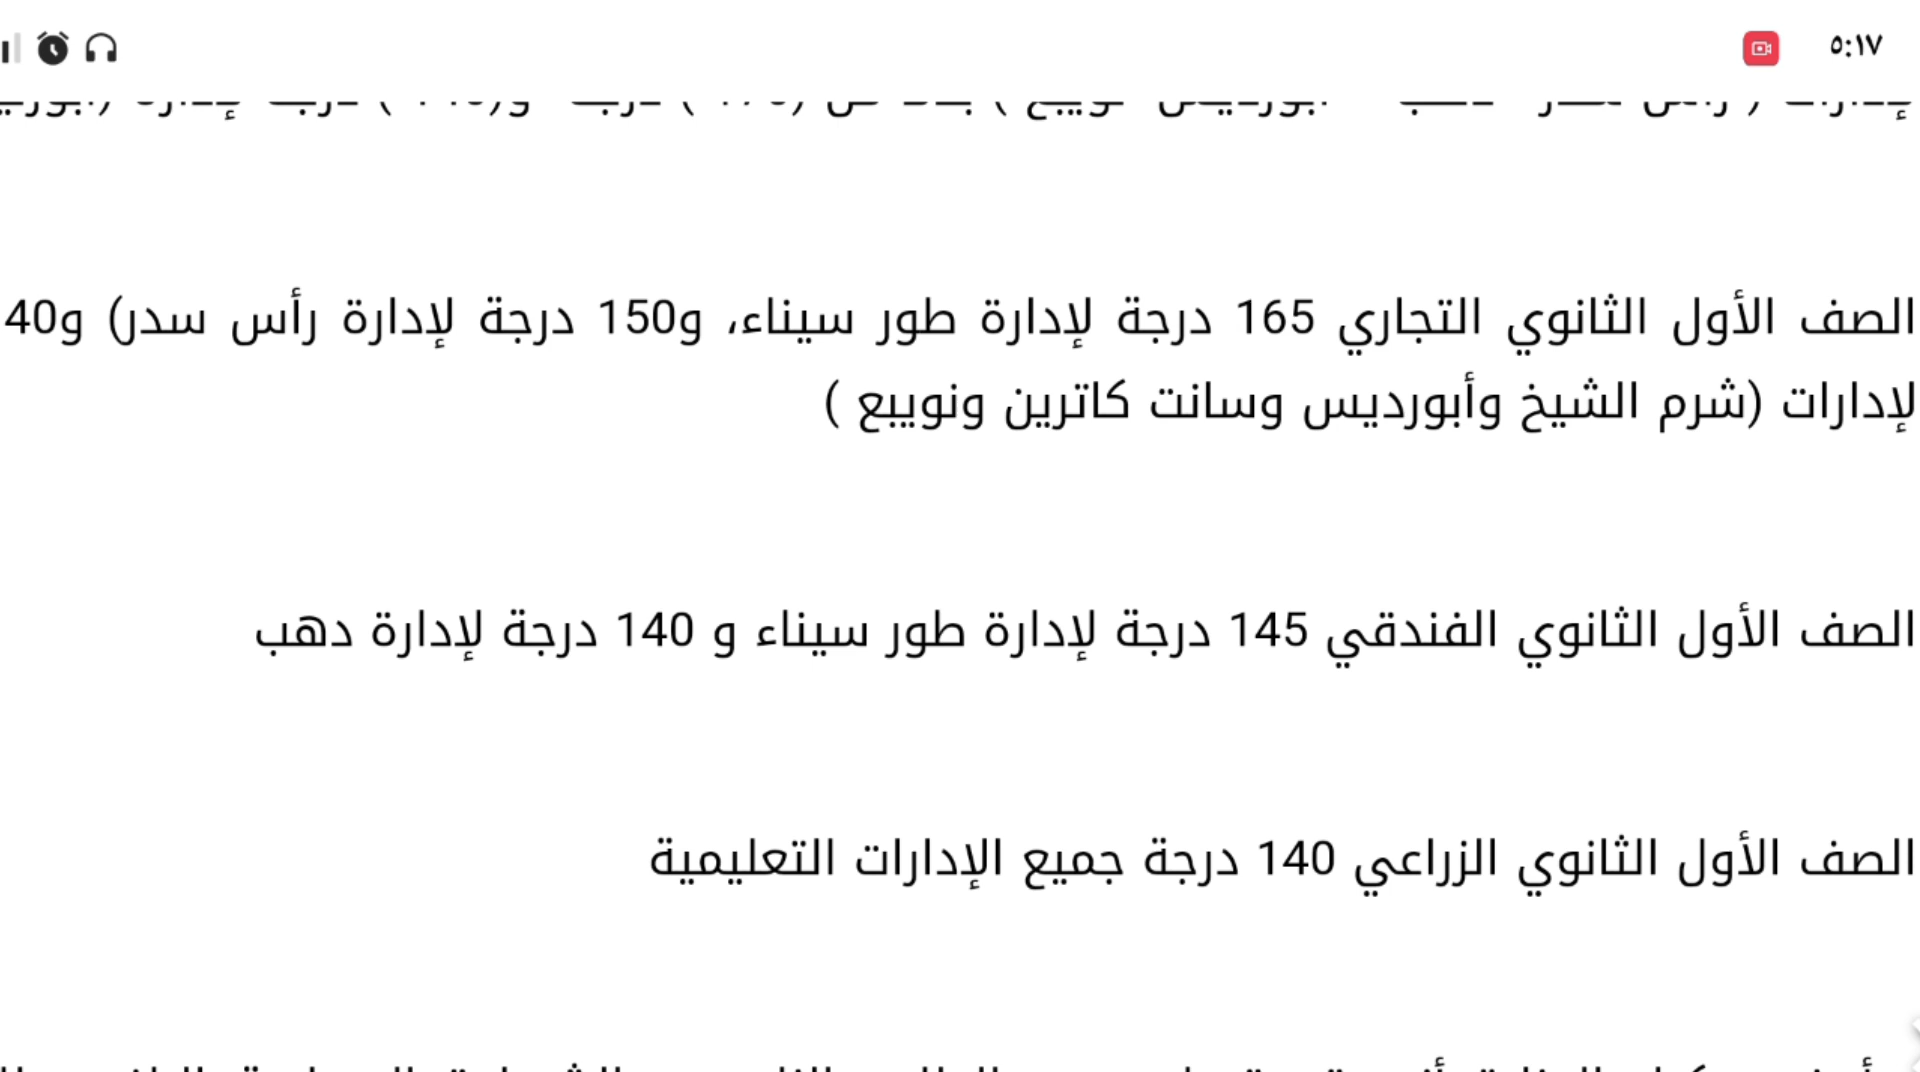 ٥:١٧
الصف الأول الثانوي التجاري 165 درجة لإدارة طور سيناء، و150 درجة لإدارة رأس سدر) و40
لإدارات (شرم الشيخ وأبورديس وسانت كاترين ونويبع )
الصف الأول الثانوي الفندقي 145 درجة لإدارة طور سيناء و 140 درجة لإدارة دهب
الصف الأول الثانوي الزراعي 140 درجة جميع الإدارات التعليمية